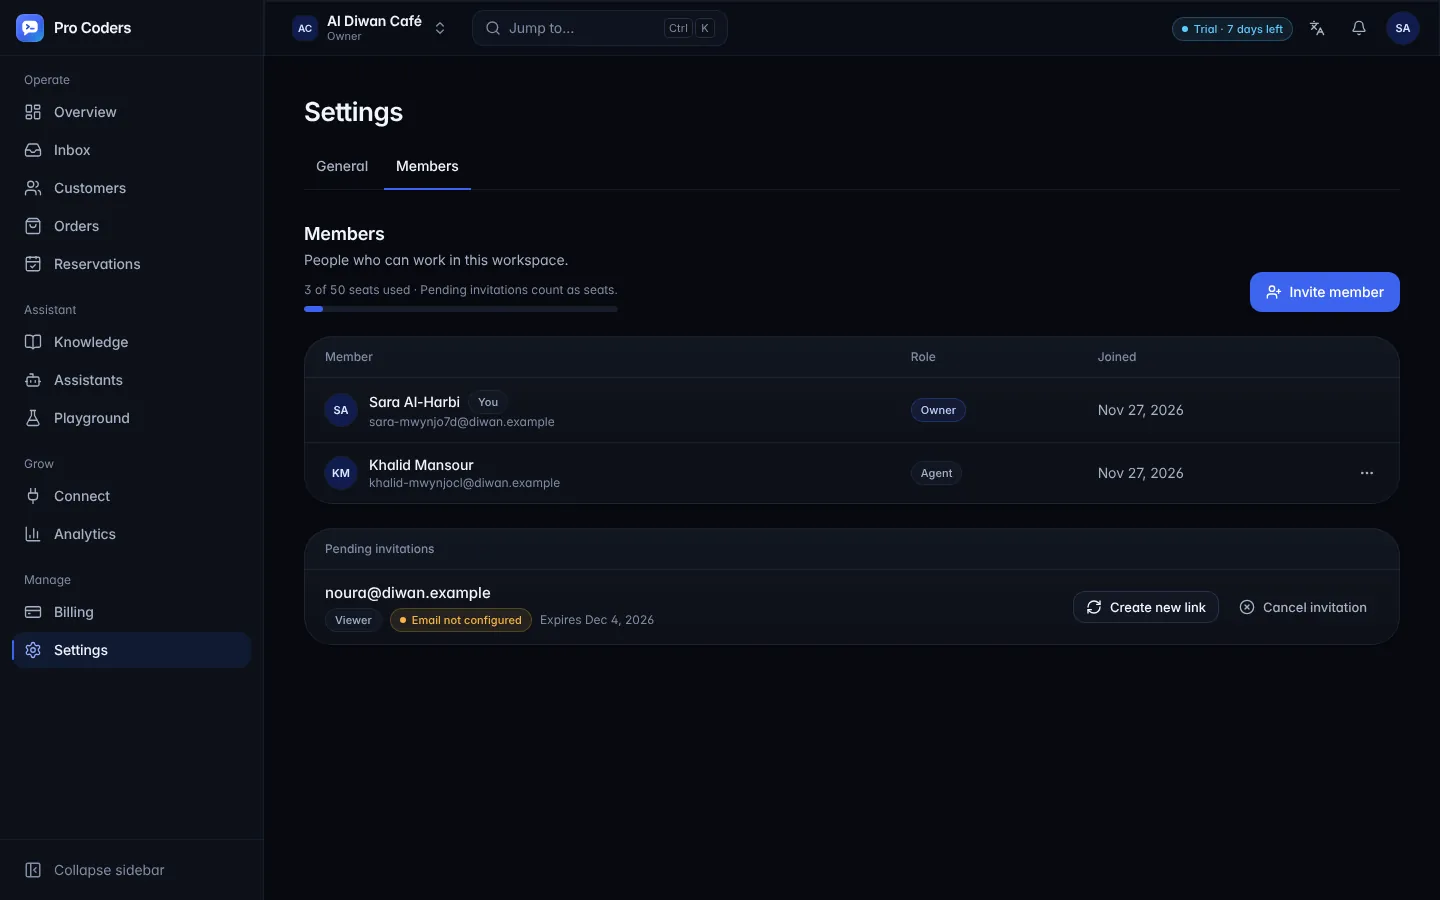 Pro Coders
AC
Al Diwan Café
Owner
Jump to...
Ctrl K
Trial · 7 days left
SA
Operate
Overview
Inbox
Customers
Orders
Reservations
Assistant
Knowledge
Assistants
Playground
Grow
Connect
Analytics
Manage
Billing
Settings
Collapse sidebar
Settings
General Members
Members
People who can work in this workspace.
3 of 50 seats used · Pending invitations count as seats.
Invite member
Member Role Joined
SA Sara Al-Harbi You Owner Nov 27, 2026
sara-mwynjo7d@diwan.example
KM Khalid Mansour Agent Nov 27, 2026
khalid-mwynjocl@diwan.example
Pending invitations
noura@diwan.example
Viewer Email not configured Expires Dec 4, 2026
Create new link Cancel invitation